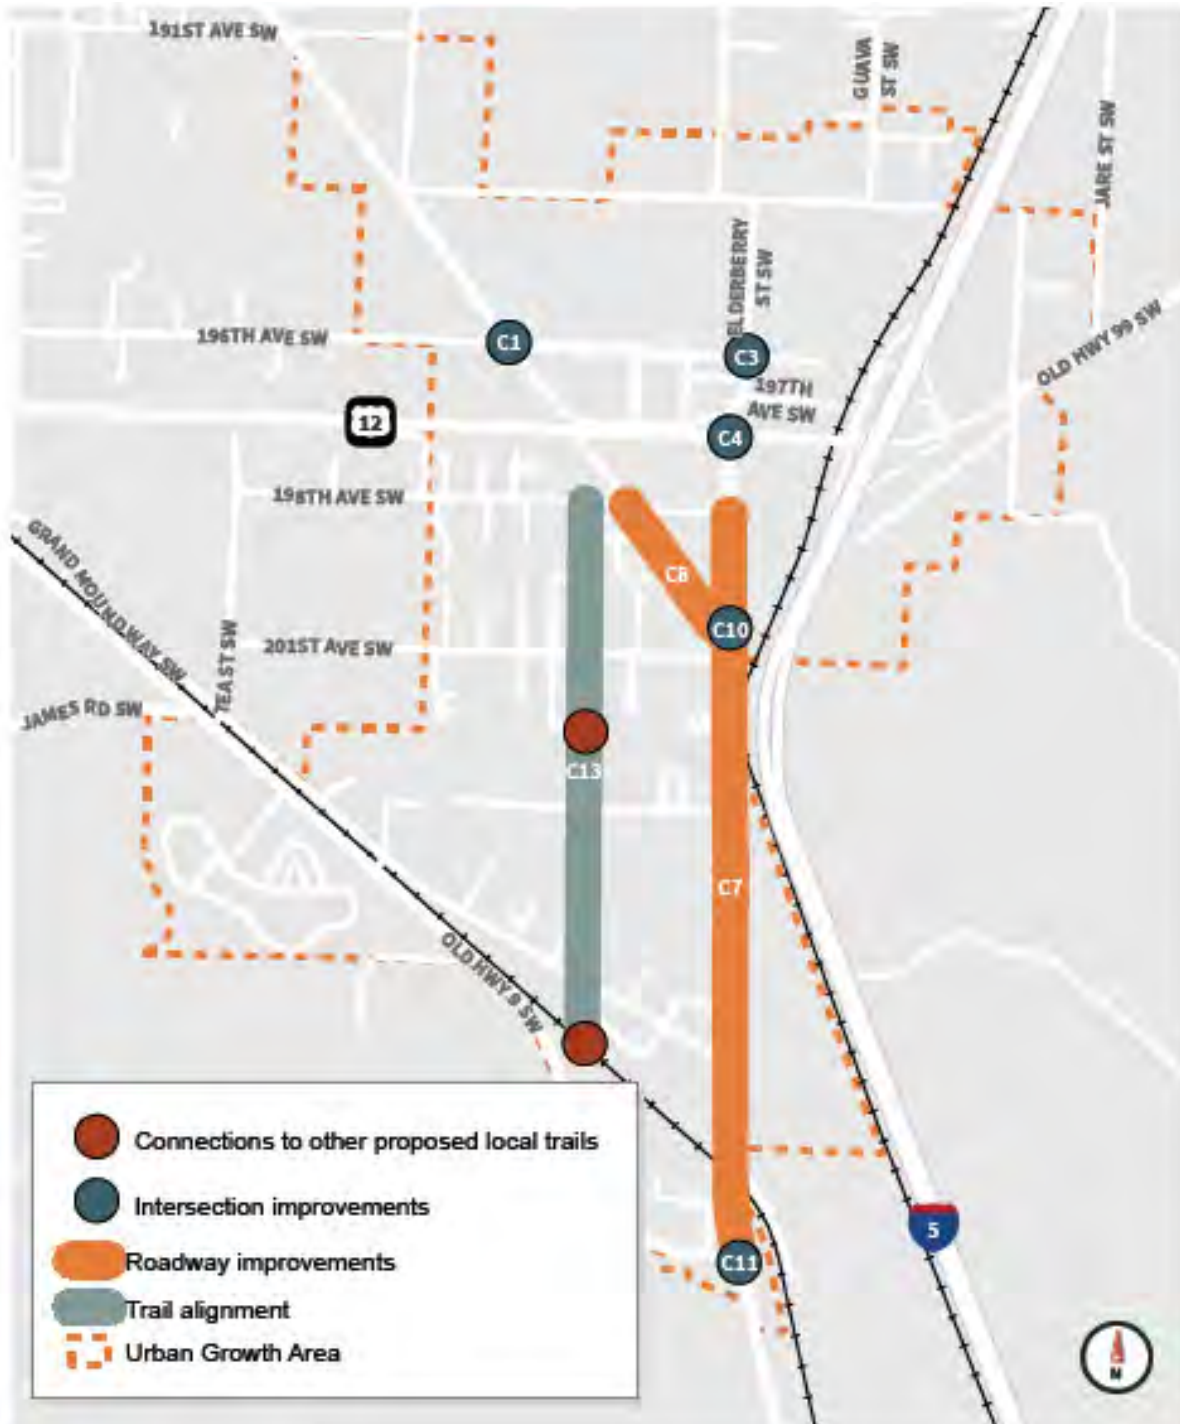 191ST AVE SW
GUAVA
ST SW
JARE ST SW
ELDERBERRY
ST SW
196TH AVE SW
C1
C3
OLD HWY 99 SW
197TH
AVE SW
12
C4
198TH AVE SW
GRAND MOUND WAY SW
C8
C10
201ST AVE SW
TEA ST SW
JAMES RD SW
C13
C7
OLD HWY 9 SW
Connections to other proposed local trails
Intersection improvements
Roadway improvements
Trail alignment
Urban Growth Area
C11
5
N